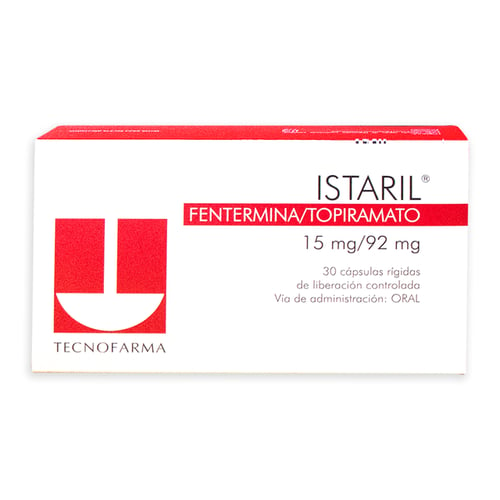 ISTARIL®
FENTERMINA/TOPIRAMATO
15 mg/92 mg
30 cápsulas rígidas
de liberación controlada
Vía de administración: ORAL
TECNOFARMA